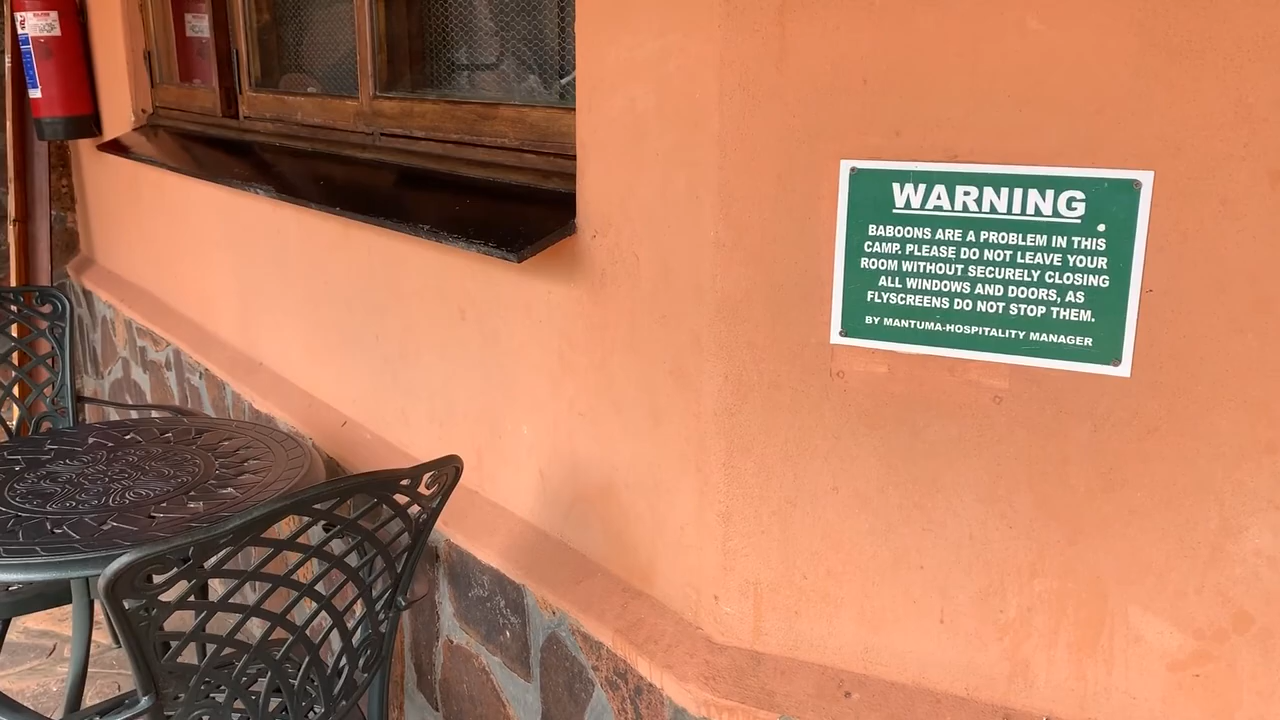 WARNING
BABOONS ARE A PROBLEM IN THIS
CAMP. PLEASE DO NOT LEAVE YOUR
ROOM WITHOUT SECURELY CLOSING
ALL WINDOWS AND DOORS, AS
FLYSCREENS DO NOT STOP THEM.
BY MANTUMA-HOSPITALITY MANAGER